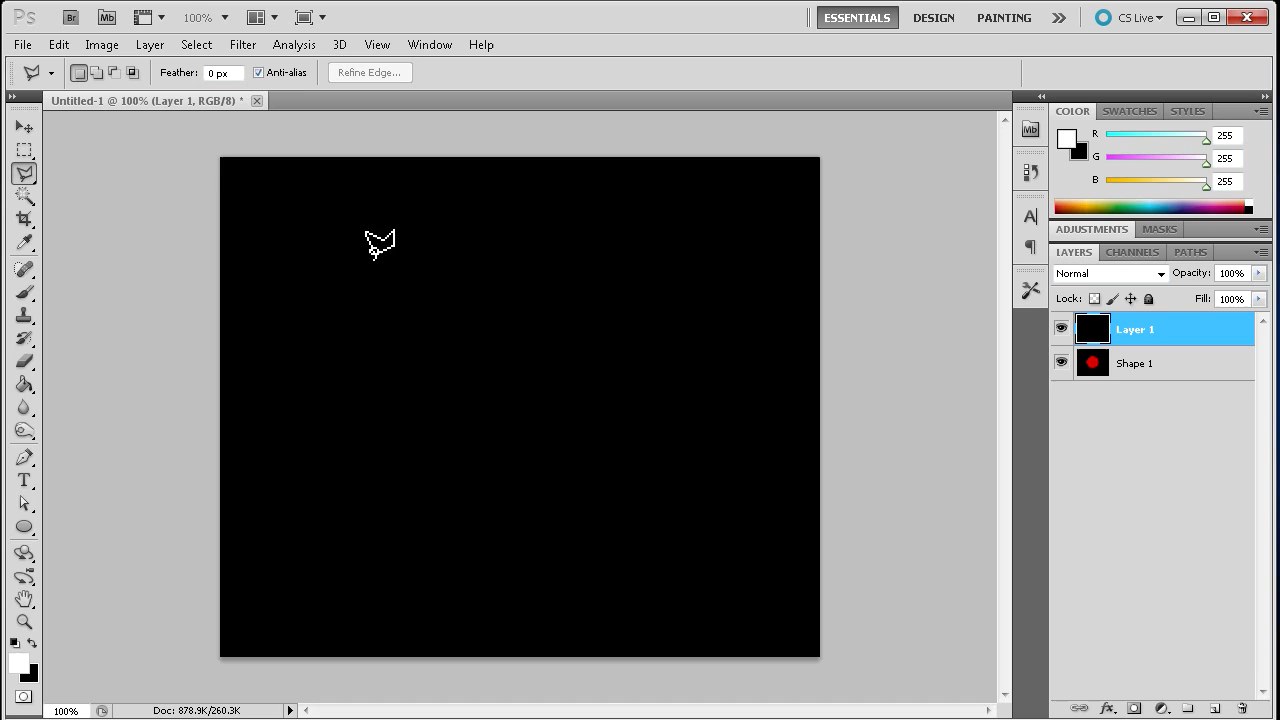 Ps Br Mb 100% ESSENTIALS DESIGN PAINTING CS Live
File Edit Image Layer Select Filter Analysis 3D View Window Help
Feather: 0 px Anti-alias Refine Edge...
Untitled-1 @ 100% (Layer 1, RGB/8) *
COLOR SWATCHES STYLES
Mb
R 255
G 255
B 255
A
ADJUSTMENTS MASKS
LAYERS CHANNELS PATHS
Normal Opacity: 100%
Lock: Fill: 100%
Layer 1
Shape 1
T
100% Doc: 878.9K/260.3K
fx.